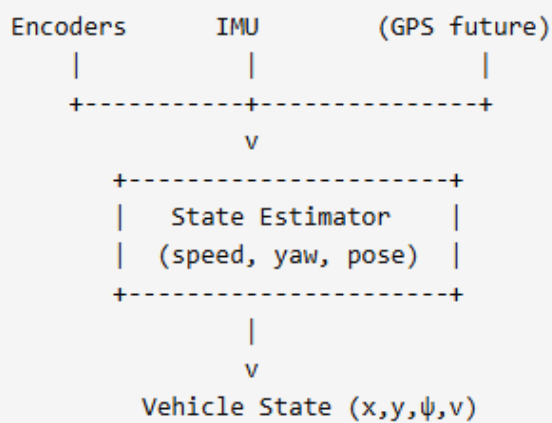 Encoders IMU (GPS future)
State Estimator
(speed, yaw, pose)
v
Vehicle State (x,y,ψ,v)